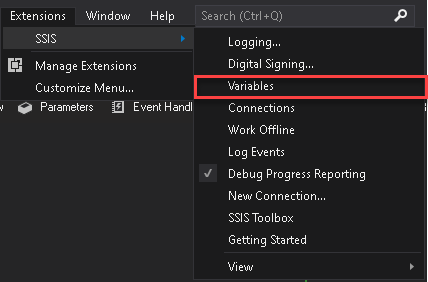 Extensions Window Help Search (Ctrl+Q)
SSIS
Manage Extensions
Customize Menu...
Parameters Event Handl
Logging...
Digital Signing...
Variables
Connections
Work Offline
Log Events
Debug Progress Reporting
New Connection...
SSIS Toolbox
Getting Started
View